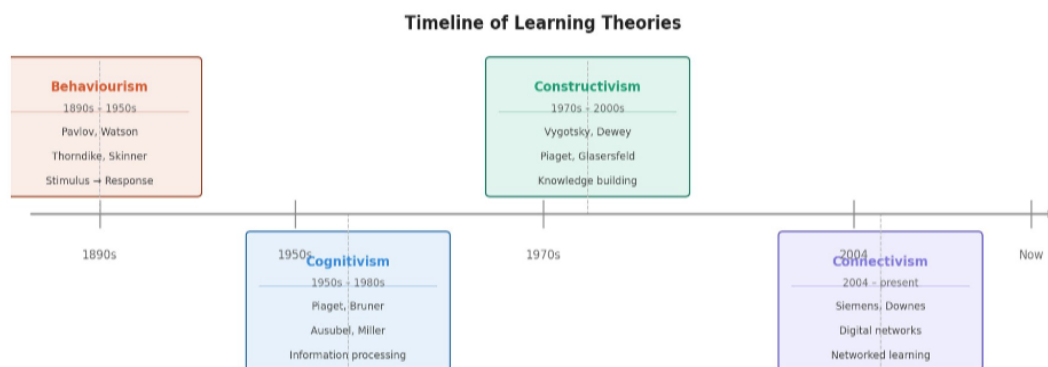 Timeline of Learning Theories
Behaviourism
1890s – 1950s
Pavlov, Watson
Thorndike, Skinner
Stimulus → Response
Constructivism
1970s – 2000s
Vygotsky, Dewey
Piaget, Glasersfeld
Knowledge building
1890s
1950s
1970s
2004
Now
Cognitivism
1950s – 1980s
Piaget, Bruner
Ausubel, Miller
Information processing
Connectivism
2004 – present
Siemens, Downes
Digital networks
Networked learning